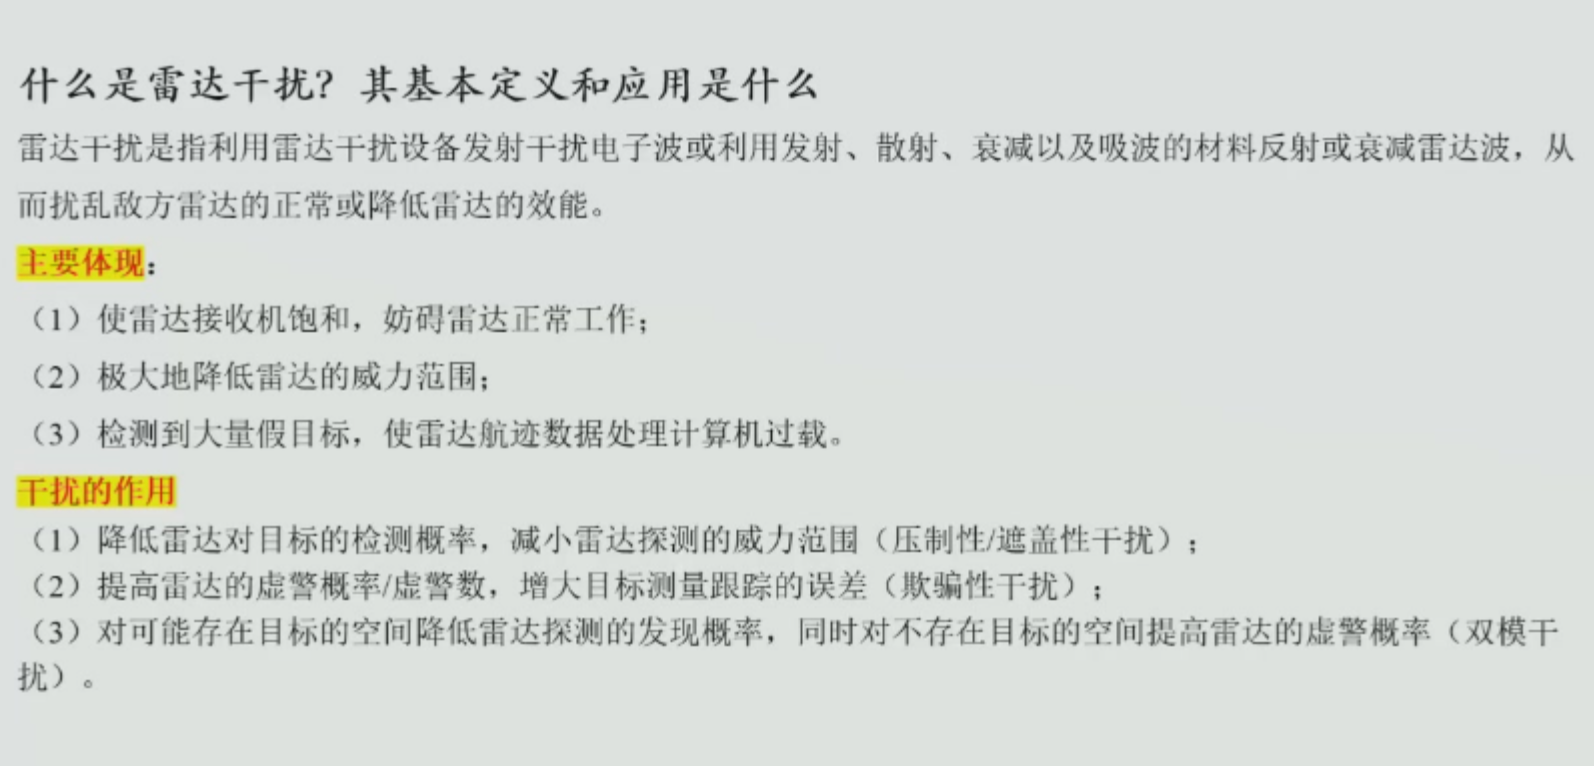 什么是雷达干扰？其基本定义和应用是什么
雷达干扰是指利用雷达干扰设备发射干扰电子波或利用发射、散射、衰减以及吸波的材料反射或衰减雷达波，从
而扰乱敌方雷达的正常或降低雷达的效能。
主要体现：
（1）使雷达接收机饱和，妨碍雷达正常工作；
（2）极大地降低雷达的威力范围；
（3）检测到大量假目标，使雷达航迹数据处理计算机过载。
干扰的作用
（1）降低雷达对目标的检测概率，减小雷达探测的威力范围（压制性/遮盖性干扰）；
（2）提高雷达的虚警概率/虚警数，增大目标测量跟踪的误差（欺骗性干扰）；
（3）对可能存在目标的空间降低雷达探测的发现概率，同时对不存在目标的空间提高雷达的虚警概率（双模干
扰）。